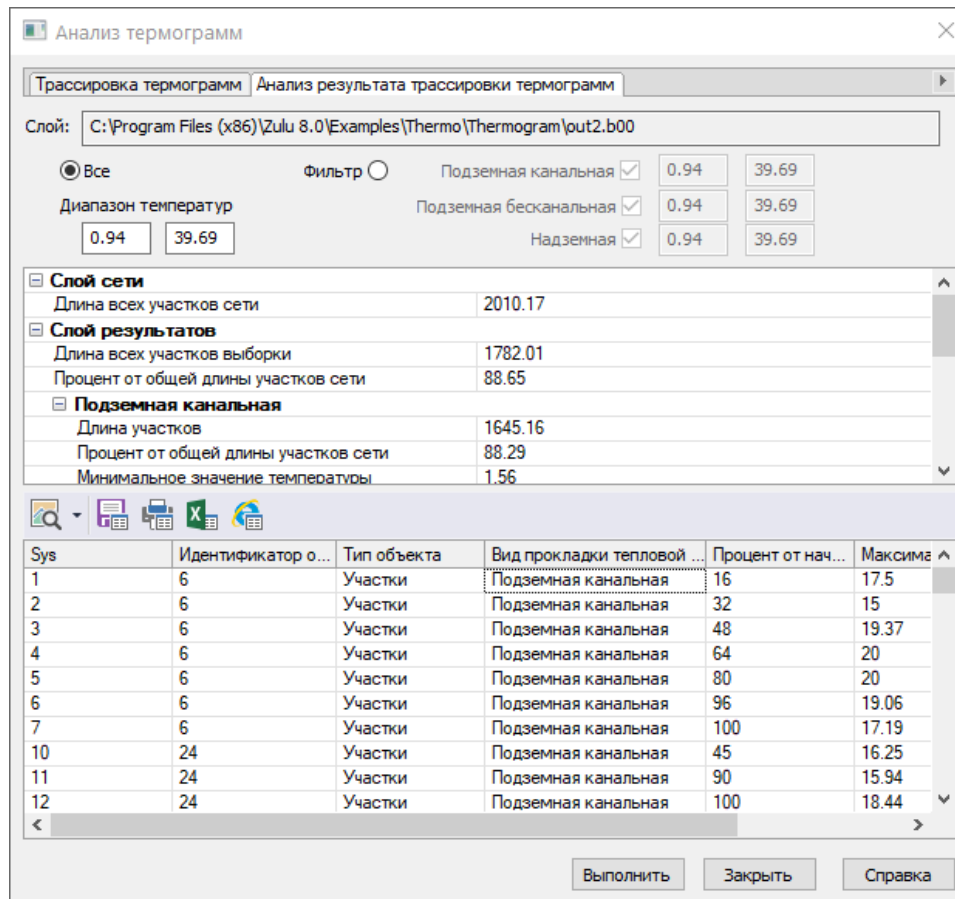 Анализ термограмм
Трассировка термограмм Анализ результата трассировки термограмм
Слой: C:\Program Files (x86)\Zulu 8.0\Examples\Thermo\Thermogram\out2.b00
Все Фильтр Подземная канальная 0.94 39.69
Диапазон температур Подземная бесканальная 0.94 39.69
0.94 39.69 Надземная 0.94 39.69
Слой сети
Длина всех участков сети 2010.17
Слой результатов
Длина всех участков выборки 1782.01
Процент от общей длины участков сети 88.65
Подземная канальная
Длина участков 1645.16
Процент от общей длины участков сети 88.29
Минимальное значение температуры 1.56
Sys Идентификатор о... Тип объекта Вид прокладки тепловой ... Процент от нач... Максима
1 6 Участки Подземная канальная 16 17.5
2 6 Участки Подземная канальная 32 15
3 6 Участки Подземная канальная 48 19.37
4 6 Участки Подземная канальная 64 20
5 6 Участки Подземная канальная 80 20
6 6 Участки Подземная канальная 96 19.06
7 6 Участки Подземная канальная 100 17.19
10 24 Участки Подземная канальная 45 16.25
11 24 Участки Подземная канальная 90 15.94
12 24 Участки Подземная канальная 100 18.44
Выполнить Закрыть Справка